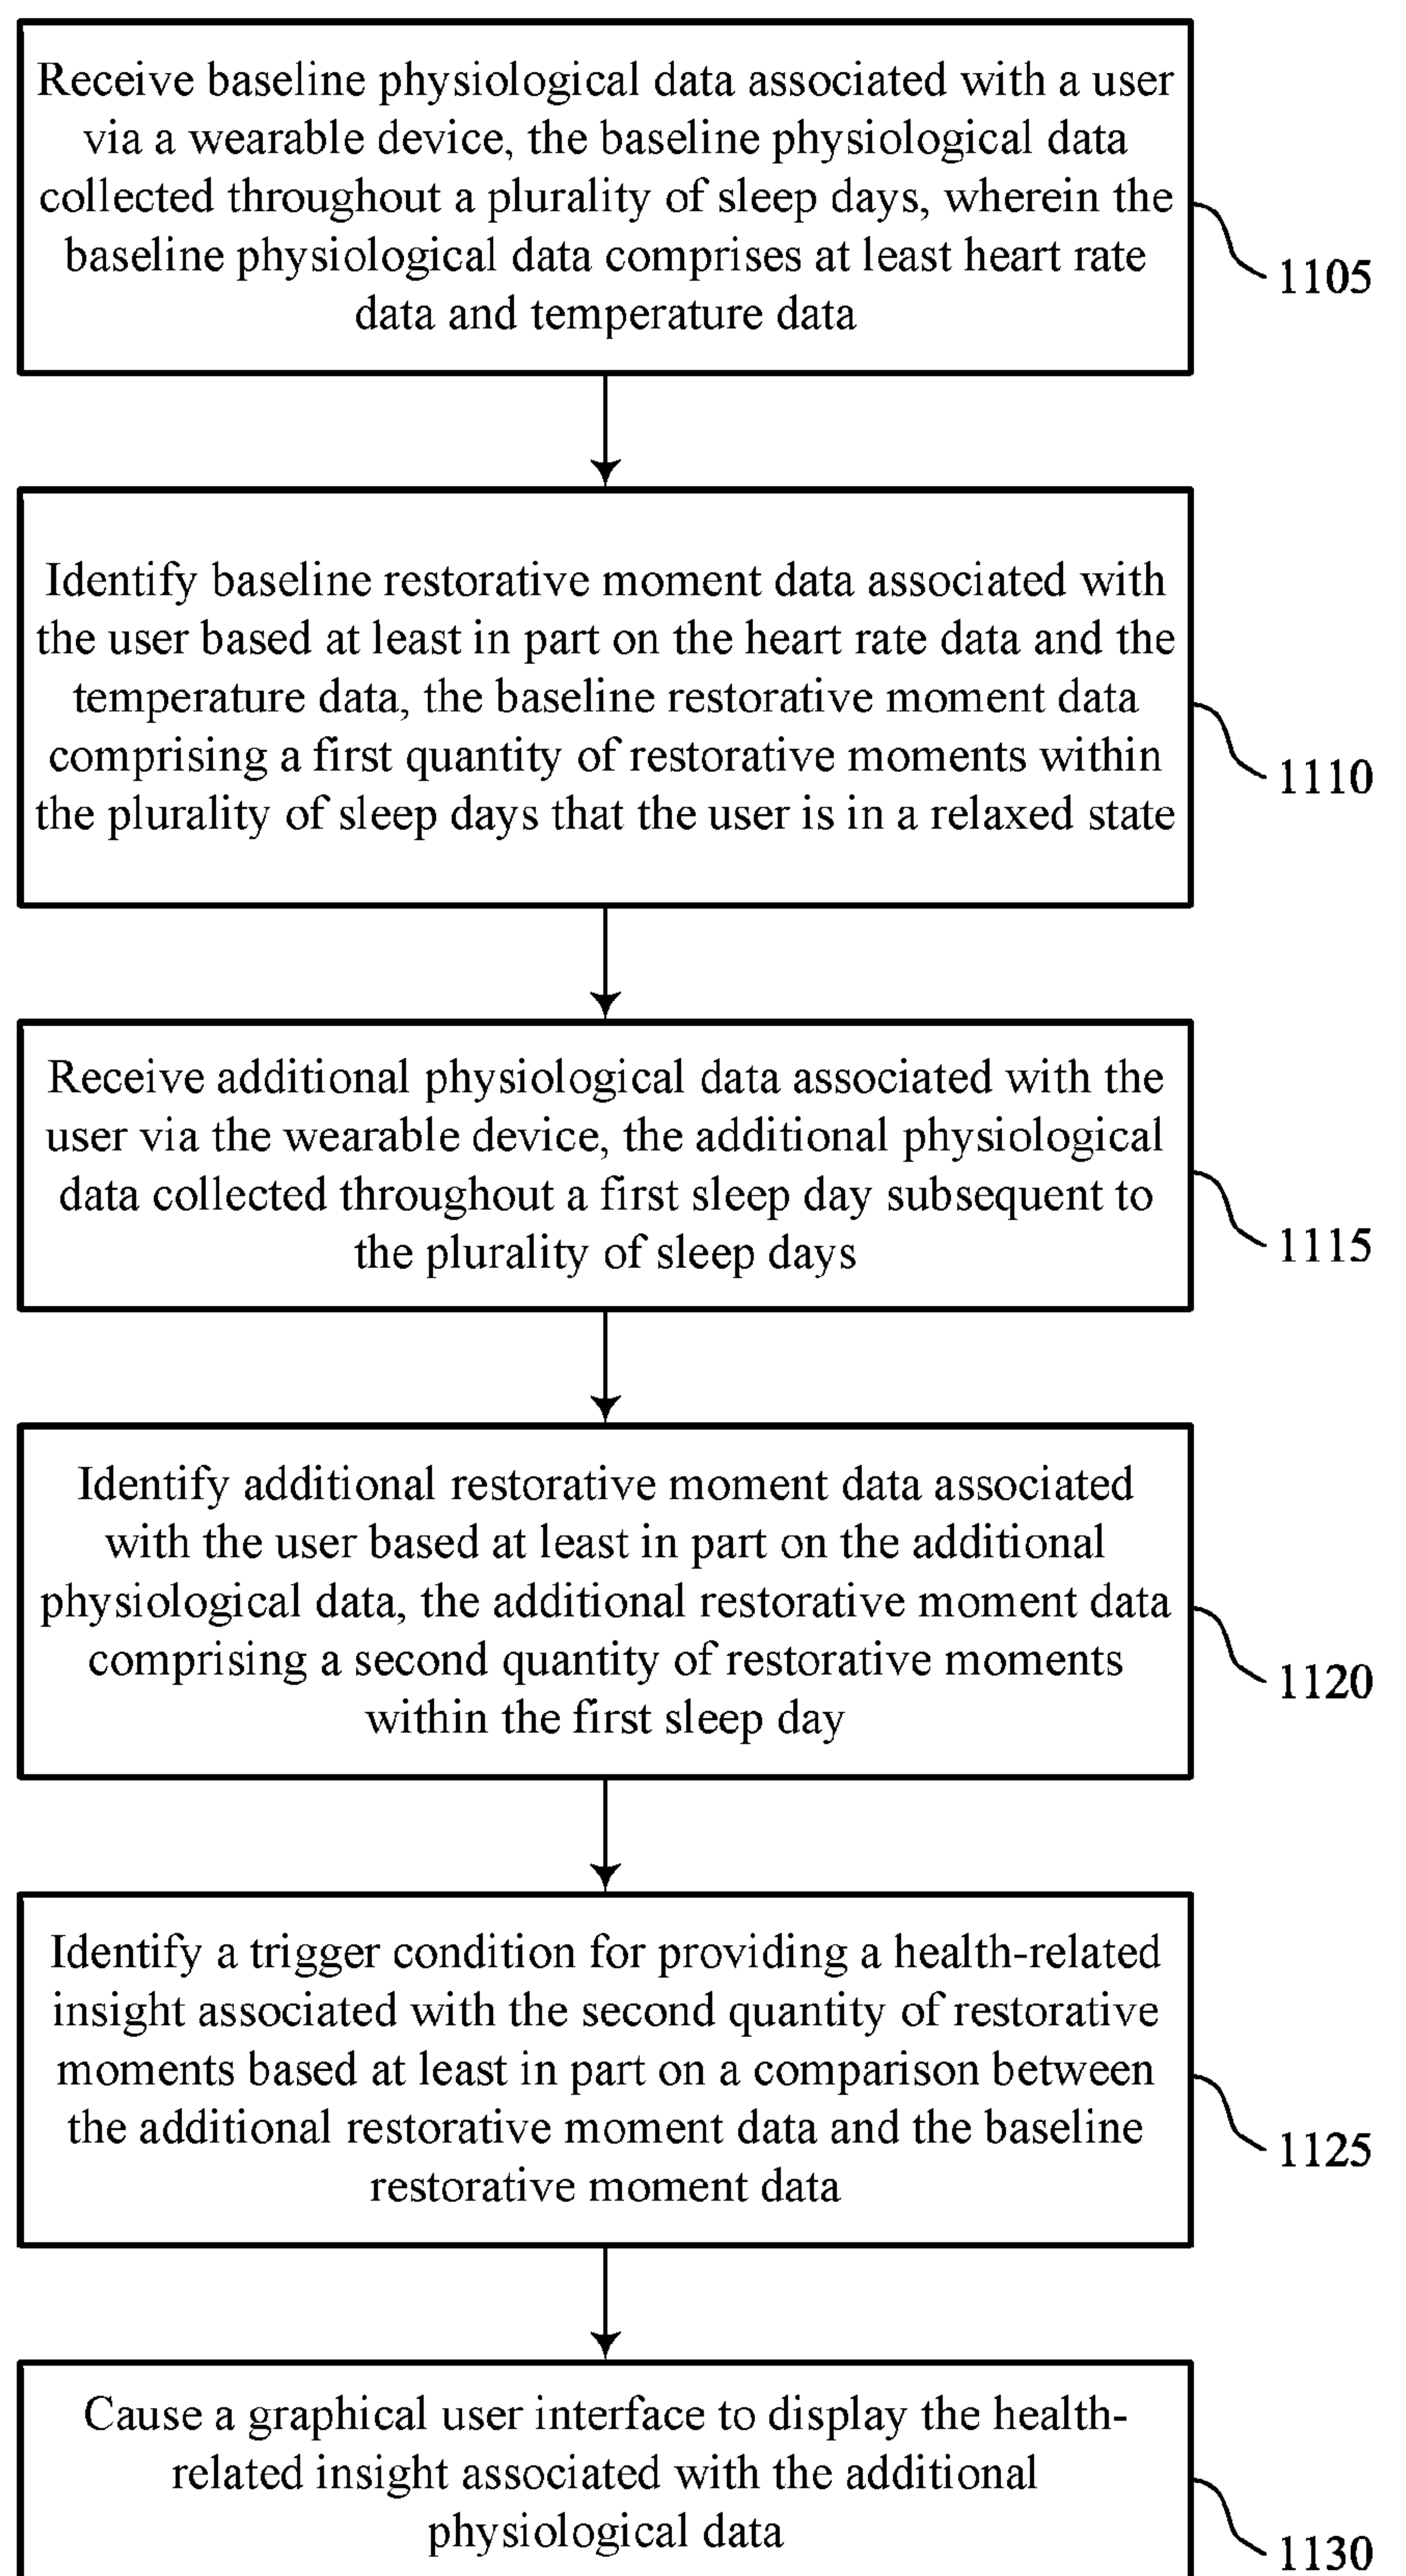 Receive baseline physiological data associated with a user
via a wearable device, the baseline physiological data
collected throughout a plurality of sleep days, wherein the
baseline physiological data comprises at least heart rate
data and temperature data
1105
Identify baseline restorative moment data associated with
the user based at least in part on the heart rate data and the
temperature data, the baseline restorative moment data
comprising a first quantity of restorative moments within
the plurality of sleep days that the user is in a relaxed state
1110
Receive additional physiological data associated with the
user via the wearable device, the additional physiological
data collected throughout a first sleep day subsequent to
the plurality of sleep days
1115
Identify additional restorative moment data associated
with the user based at least in part on the additional
physiological data, the additional restorative moment data
comprising a second quantity of restorative moments
within the first sleep day
1120
Identify a trigger condition for providing a health-related
insight associated with the second quantity of restorative
moments based at least in part on a comparison between
the additional restorative moment data and the baseline
restorative moment data
1125
Cause a graphical user interface to display the health-
related insight associated with the additional
physiological data
1130